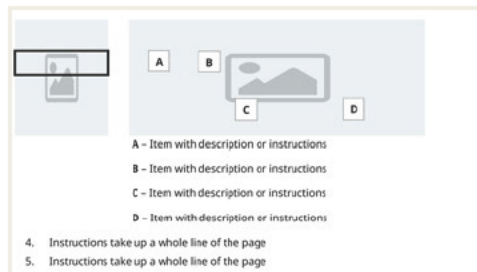 A
B
C
D
A – Item with description or instructions
B – Item with description or instructions
C – Item with description or instructions
D – Item with description or instructions
4. Instructions take up a whole line of the page
5. Instructions take up a whole line of the page